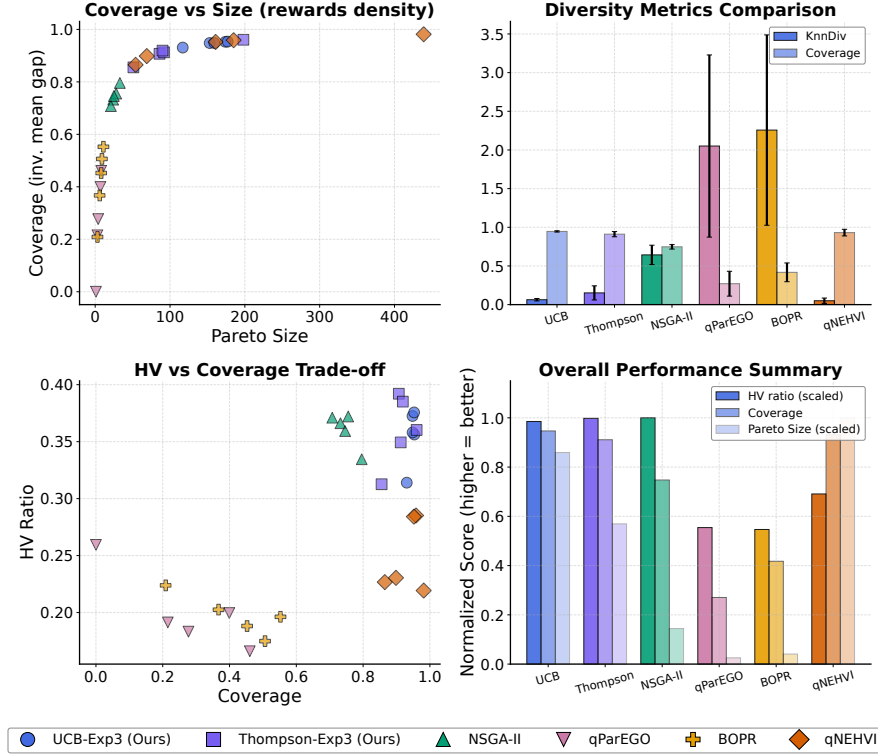 Coverage vs Size (rewards density)
Coverage (inv. mean gap)
1.0
0.8
0.6
0.4
0.2
0.0
0 100 200 300 400
Pareto Size
Diversity Metrics Comparison
KnnDiv
Coverage
3.5
3.0
2.5
2.0
1.5
1.0
0.5
0.0
UCB Thompson NSGA-II qParEGO BOPR qNEHVI
HV vs Coverage Trade-off
HV Ratio
0.40
0.35
0.30
0.25
0.20
0.0 0.2 0.4 0.6 0.8 1.0
Coverage
Overall Performance Summary
HV ratio (scaled)
Coverage
Pareto Size (scaled)
Normalized Score (higher = better)
1.0
0.8
0.6
0.4
0.2
0.0
UCB Thompson NSGA-II qParEGO BOPR qNEHVI
UCB-Exp3 (Ours) Thompson-Exp3 (Ours) NSGA-II qParEGO BOPR qNEHVI